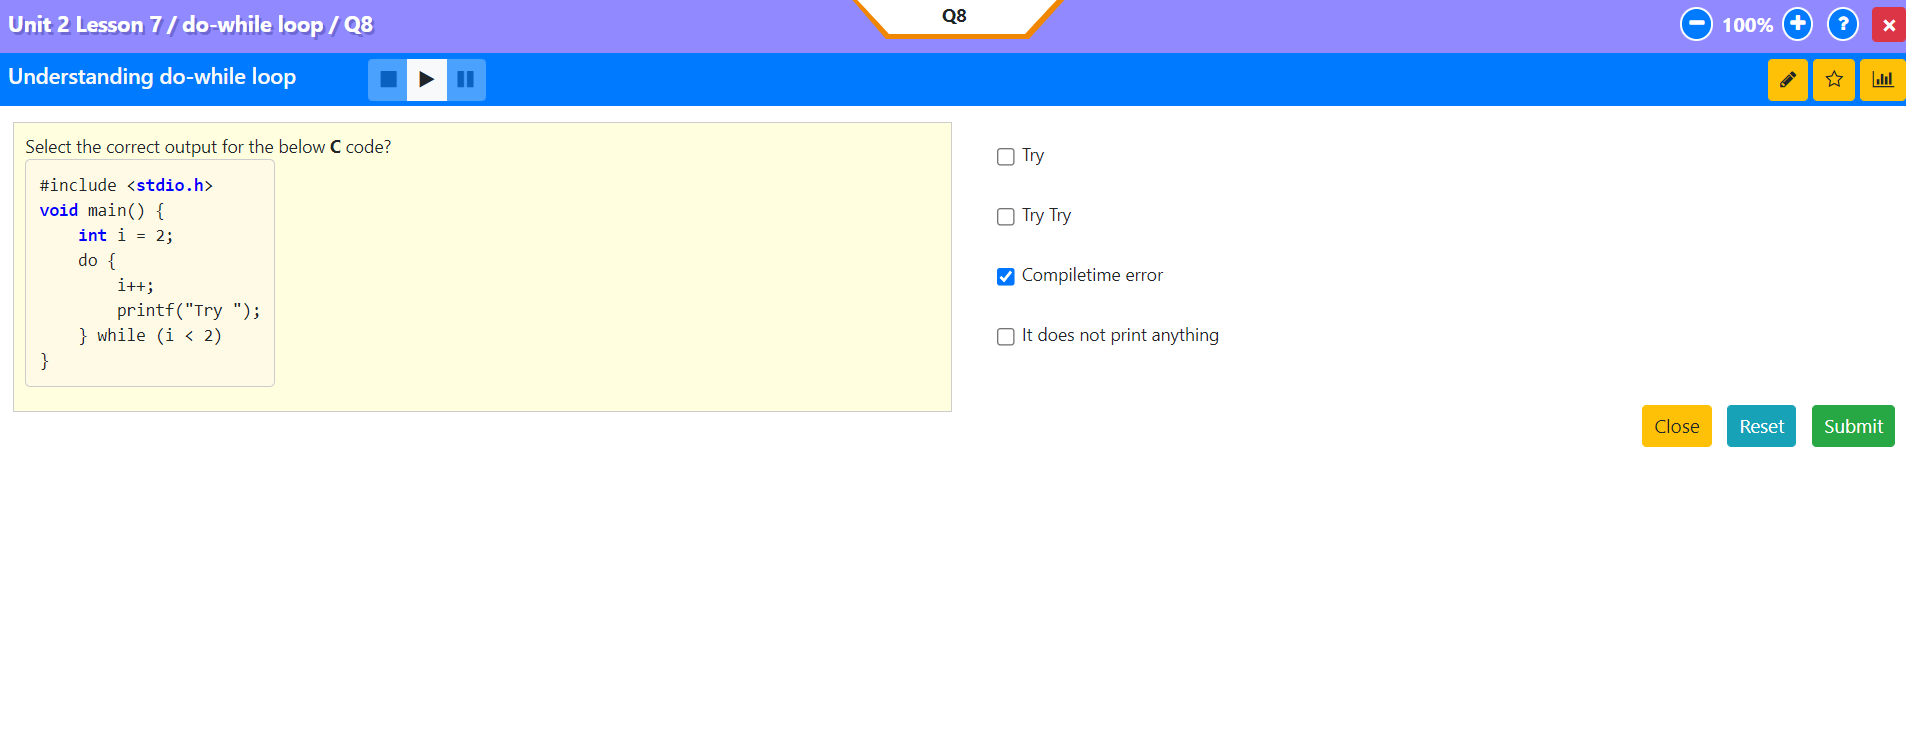 Unit 2 Lesson 7 / do-while loop / Q8
Q8
100%
?
Understanding do-while loop
Select the correct output for the below C code?
#include <stdio.h>
void main() {
    int i = 2;
    do {
        i++;
        printf("Try ");
    } while (i < 2)
}
Try
Try Try
Compiletime error
It does not print anything
Close
Reset
Submit